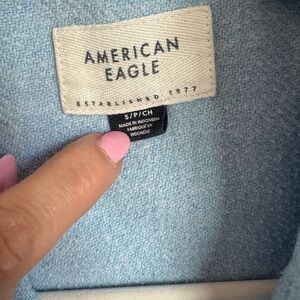 AMERICAN
EAGLE
ESTABLISHED 1977
S/P/CH
MADE IN INDONESIA
FABRIQUÉ EN
INDONÉSIE